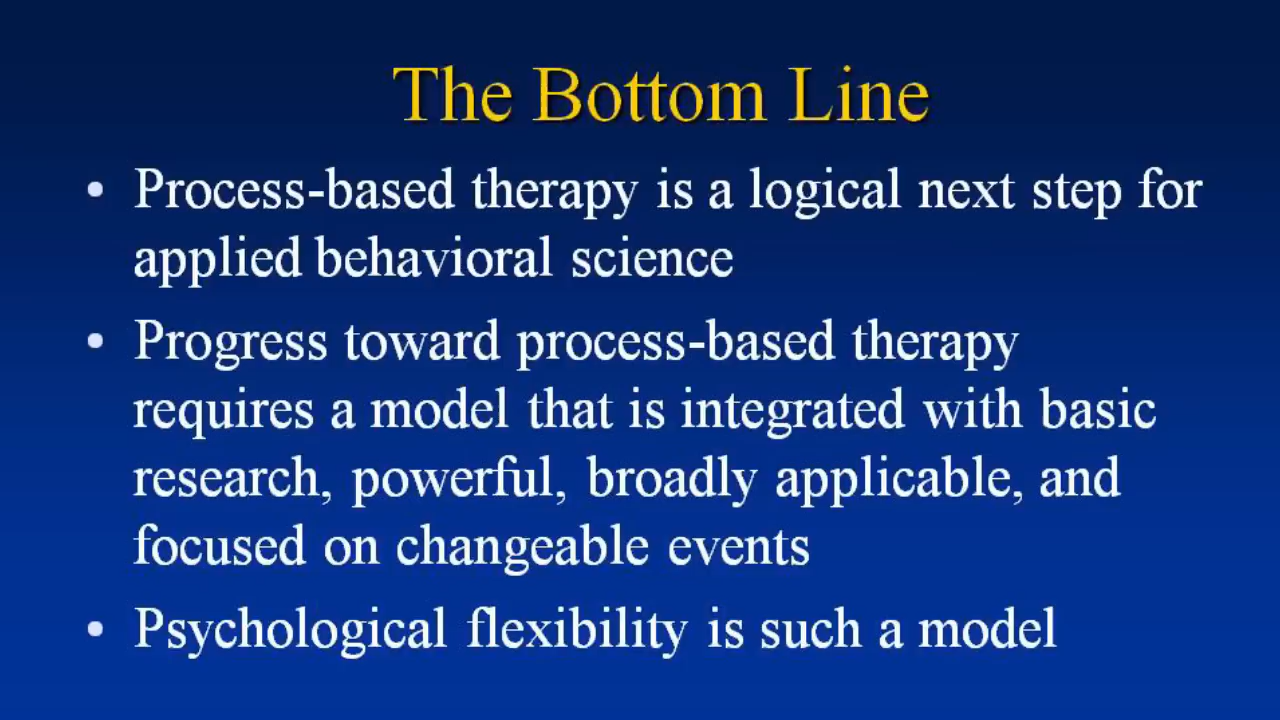 The Bottom Line
• Process-based therapy is a logical next step for
applied behavioral science
• Progress toward process-based therapy
requires a model that is integrated with basic
research, powerful, broadly applicable, and
focused on changeable events
• Psychological flexibility is such a model